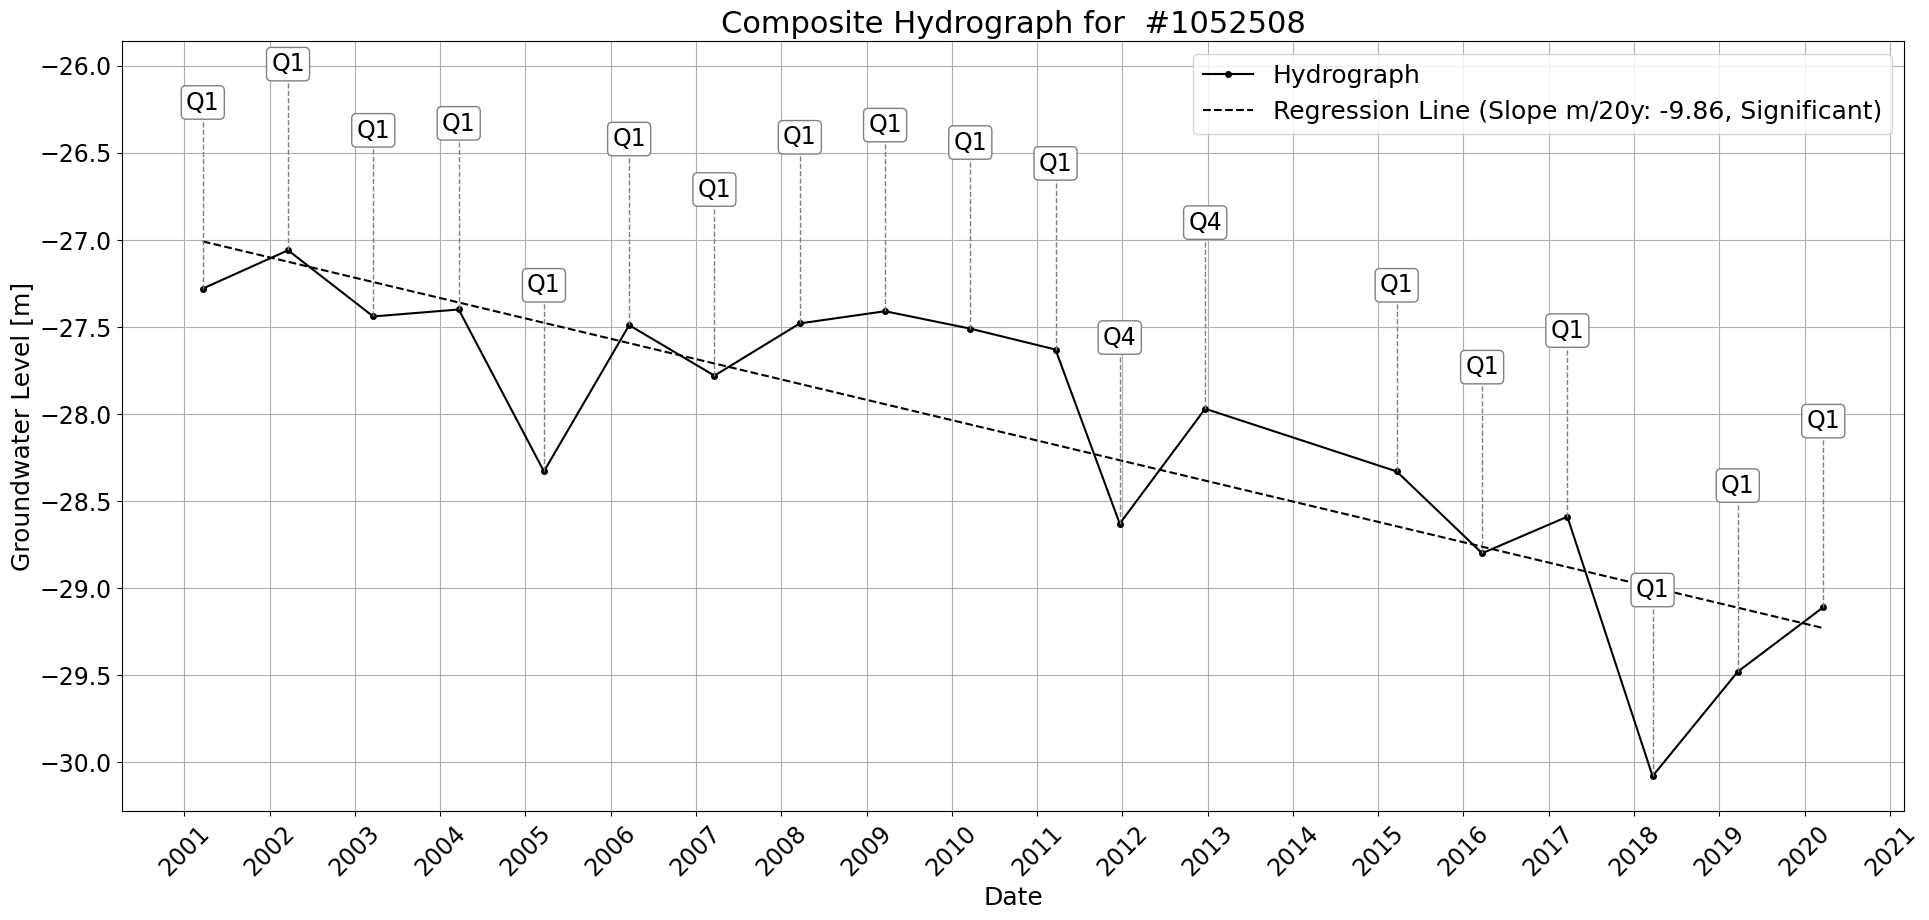 Composite Hydrograph for  #1052508
Hydrograph
Regression Line (Slope m/20y: -9.86, Significant)
Groundwater Level [m]
−26.0
−26.5
−27.0
−27.5
−28.0
−28.5
−29.0
−29.5
−30.0
Q1
Q1
Q1
Q1
Q1
Q1
Q1
Q1
Q1
Q1
Q1
Q4
Q4
Q1
Q1
Q1
Q1
Q1
Q1
2001
2002
2003
2004
2005
2006
2007
2008
2009
2010
2011
2012
2013
2014
2015
2016
2017
2018
2019
2020
2021
Date